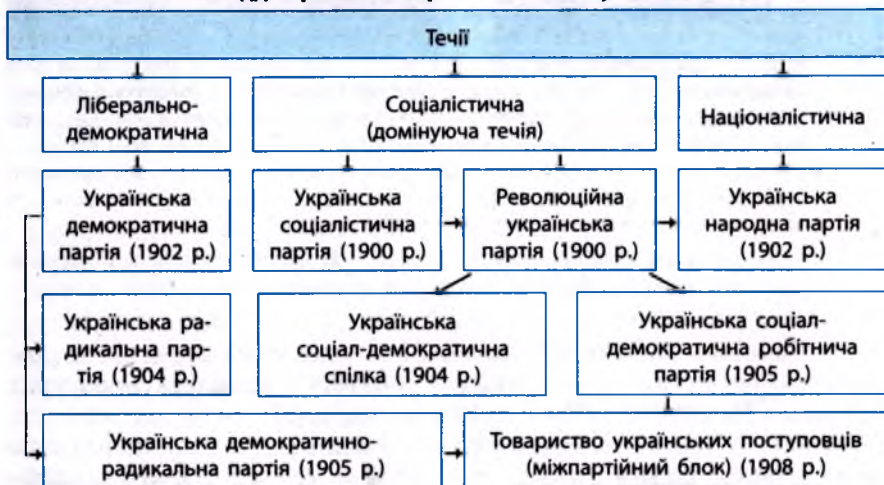 Течії
Ліберально-
демократична
Соціалістична
(домінуюча течія)
Націоналістична
Українська
демократична
партія (1902 р.)
Українська
соціалістична
партія (1900 р.)
Революційна
українська
партія (1900 р.)
Українська
народна партія
(1902 р.)
Українська ра-
дикальна пар-
тія (1904 р.)
Українська
соціал-демократична
спілка (1904 р.)
Українська соціал-
демократична робітнича
партія (1905 р.)
Українська демократично-
радикальна партія (1905 р.)
Товариство українських поступовців
(міжпартійний блок) (1908 р.)